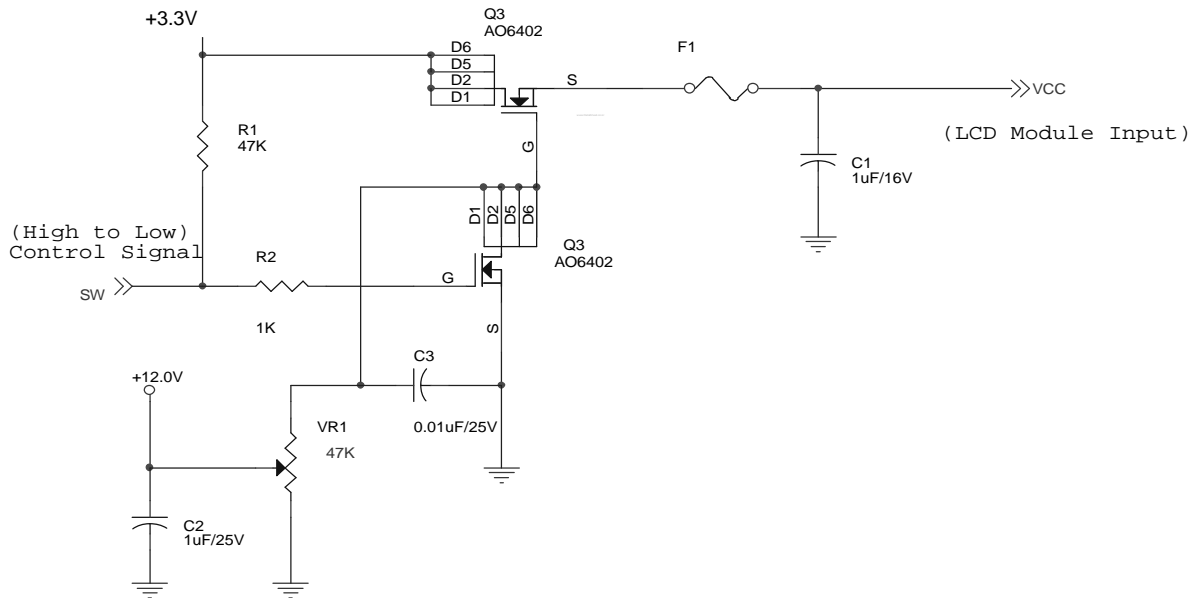 Q3
AO6402
+3.3V
D6
D5
D2
D1
S
F1
VCC
(LCD Module Input)
R1
47K
G
C1
1uF/16V
D1
D2
D5
D6
(High to Low)
Control Signal
Q3
AO6402
R2
G
SW
1K
S
C3
+12.0V
VR1
47K
0.01uF/25V
C2
1uF/25V